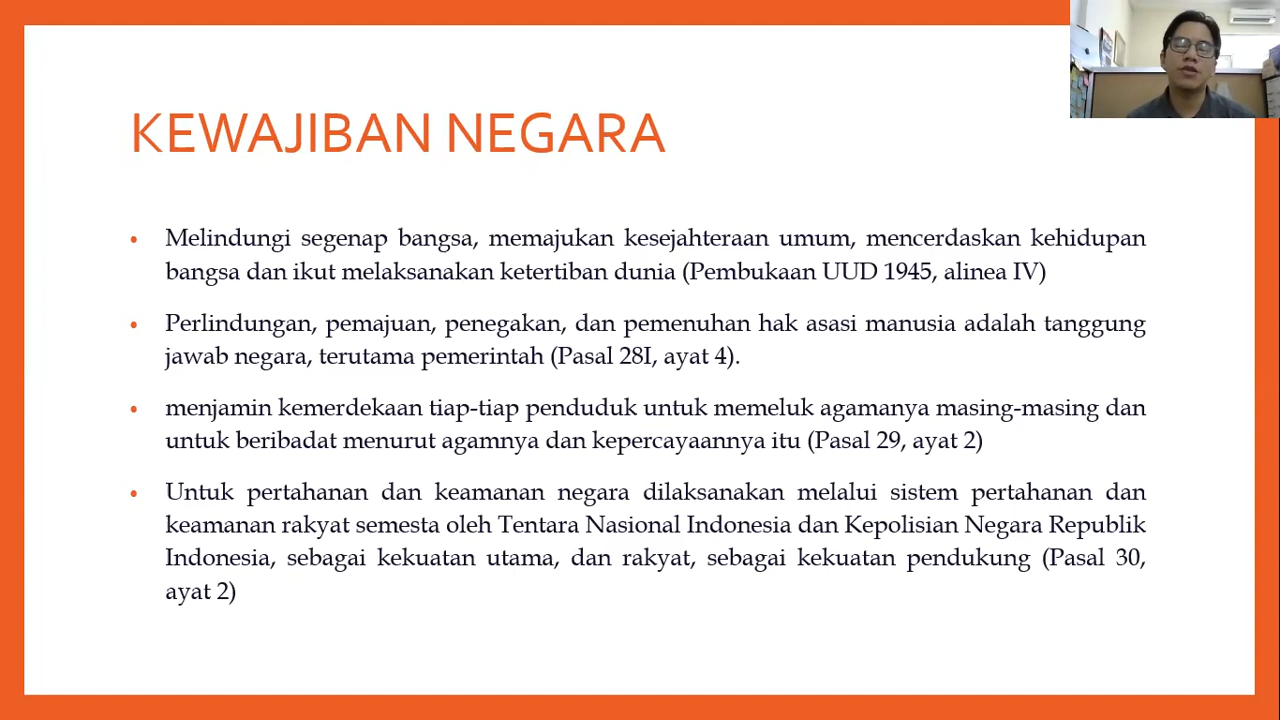 KEWAJIBAN NEGARA
• Melindungi segenap bangsa, memajukan kesejahteraan umum, mencerdaskan kehidupan
bangsa dan ikut melaksanakan ketertiban dunia (Pembukaan UUD 1945, alinea IV)
• Perlindungan, pemajuan, penegakan, dan pemenuhan hak asasi manusia adalah tanggung
jawab negara, terutama pemerintah (Pasal 28I, ayat 4).
• menjamin kemerdekaan tiap-tiap penduduk untuk memeluk agamanya masing-masing dan
untuk beribadat menurut agamnya dan kepercayaannya itu (Pasal 29, ayat 2)
• Untuk pertahanan dan keamanan negara dilaksanakan melalui sistem pertahanan dan
keamanan rakyat semesta oleh Tentara Nasional Indonesia dan Kepolisian Negara Republik
Indonesia, sebagai kekuatan utama, dan rakyat, sebagai kekuatan pendukung (Pasal 30,
ayat 2)